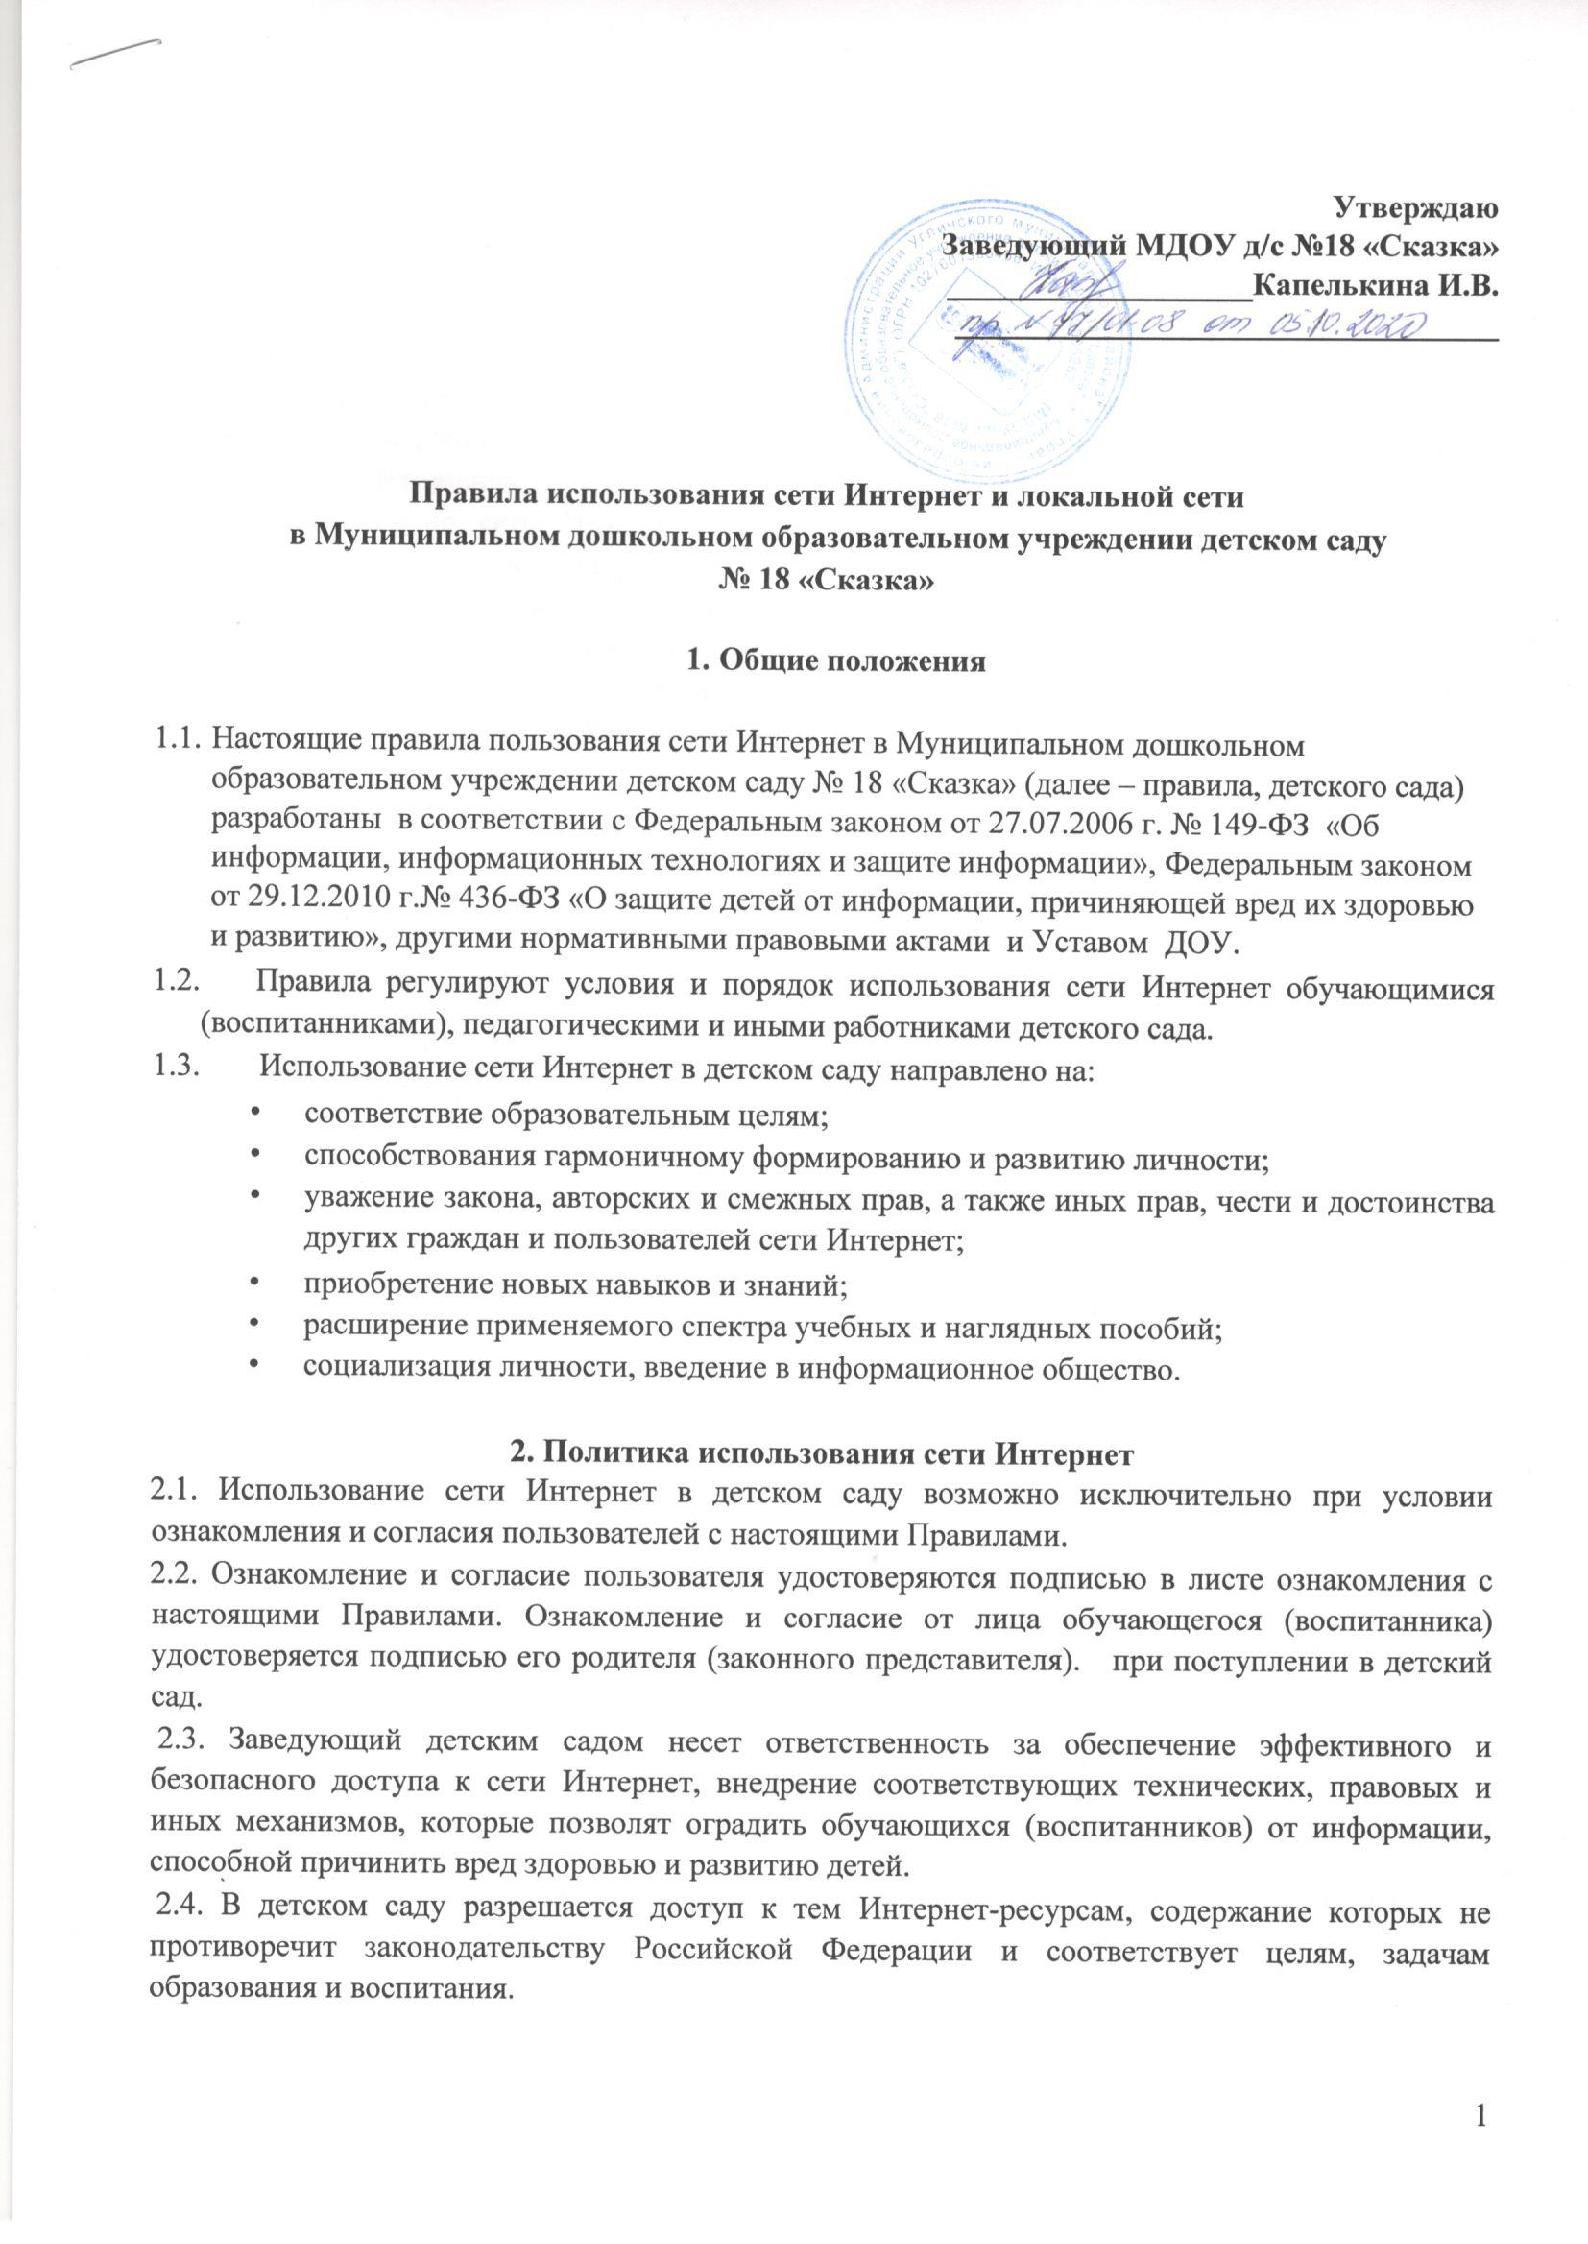 Утверждаю
Заведующий МДОУ д/с №18 «Сказка»
Капелькина И.В.
пр. № 47/01-08 от 05.10.2020
Правила использования сети Интернет и локальной сети
в Муниципальном дошкольном образовательном учреждении детском саду
№ 18 «Сказка»
1. Общие положения
1.1. Настоящие правила пользования сети Интернет в Муниципальном дошкольном
образовательном учреждении детском саду № 18 «Сказка» (далее – правила, детского сада)
разработаны в соответствии с Федеральным законом от 27.07.2006 г. № 149-ФЗ «Об
информации, информационных технологиях и защите информации», Федеральным законом
от 29.12.2010 г.№ 436-ФЗ «О защите детей от информации, причиняющей вред их здоровью
и развитию», другими нормативными правовыми актами и Уставом ДОУ.
1.2. Правила регулируют условия и порядок использования сети Интернет обучающимися
(воспитанниками), педагогическими и иными работниками детского сада.
1.3. Использование сети Интернет в детском саду направлено на:
• соответствие образовательным целям;
• способствования гармоничному формированию и развитию личности;
• уважение закона, авторских и смежных прав, а также иных прав, чести и достоинства
других граждан и пользователей сети Интернет;
• приобретение новых навыков и знаний;
• расширение применяемого спектра учебных и наглядных пособий;
• социализация личности, введение в информационное общество.
2. Политика использования сети Интернет
2.1. Использование сети Интернет в детском саду возможно исключительно при условии
ознакомления и согласия пользователей с настоящими Правилами.
2.2. Ознакомление и согласие пользователя удостоверяются подписью в листе ознакомления с
настоящими Правилами. Ознакомление и согласие от лица обучающегося (воспитанника)
удостоверяется подписью его родителя (законного представителя). при поступлении в детский
сад.
2.3. Заведующий детским садом несет ответственность за обеспечение эффективного и
безопасного доступа к сети Интернет, внедрение соответствующих технических, правовых и
иных механизмов, которые позволят оградить обучающихся (воспитанников) от информации,
способной причинить вред здоровью и развитию детей.
2.4. В детском саду разрешается доступ к тем Интернет-ресурсам, содержание которых не
противоречит законодательству Российской Федерации и соответствует целям, задачам
образования и воспитания.
1